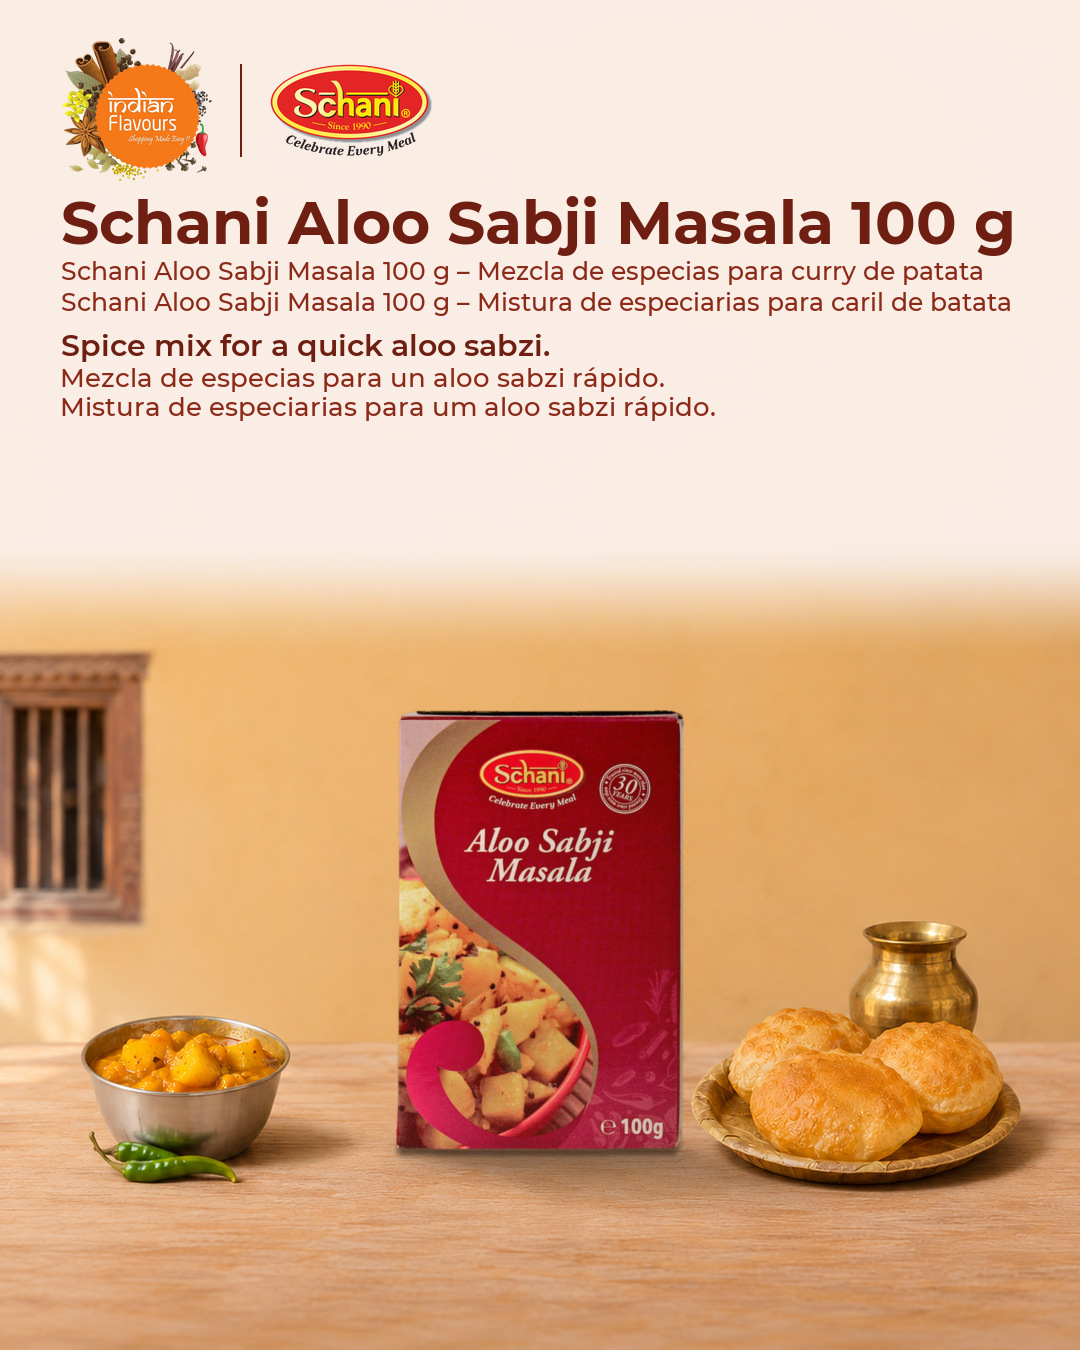 indian
Flavours
Shopping Made Easy !!
Schani®
Since 1990
Celebrate Every Meal
Schani Aloo Sabji Masala 100 g
Schani Aloo Sabji Masala 100 g – Mezcla de especias para curry de patata
Schani Aloo Sabji Masala 100 g – Mistura de especiarias para caril de batata
Spice mix for a quick aloo sabzi.
Mezcla de especias para un aloo sabzi rápido.
Mistura de especiarias para um aloo sabzi rápido.
Schani®
Since 1990
Celebrate Every Meal
30
YEARS
Aloo Sabji
Masala
℮ 100g